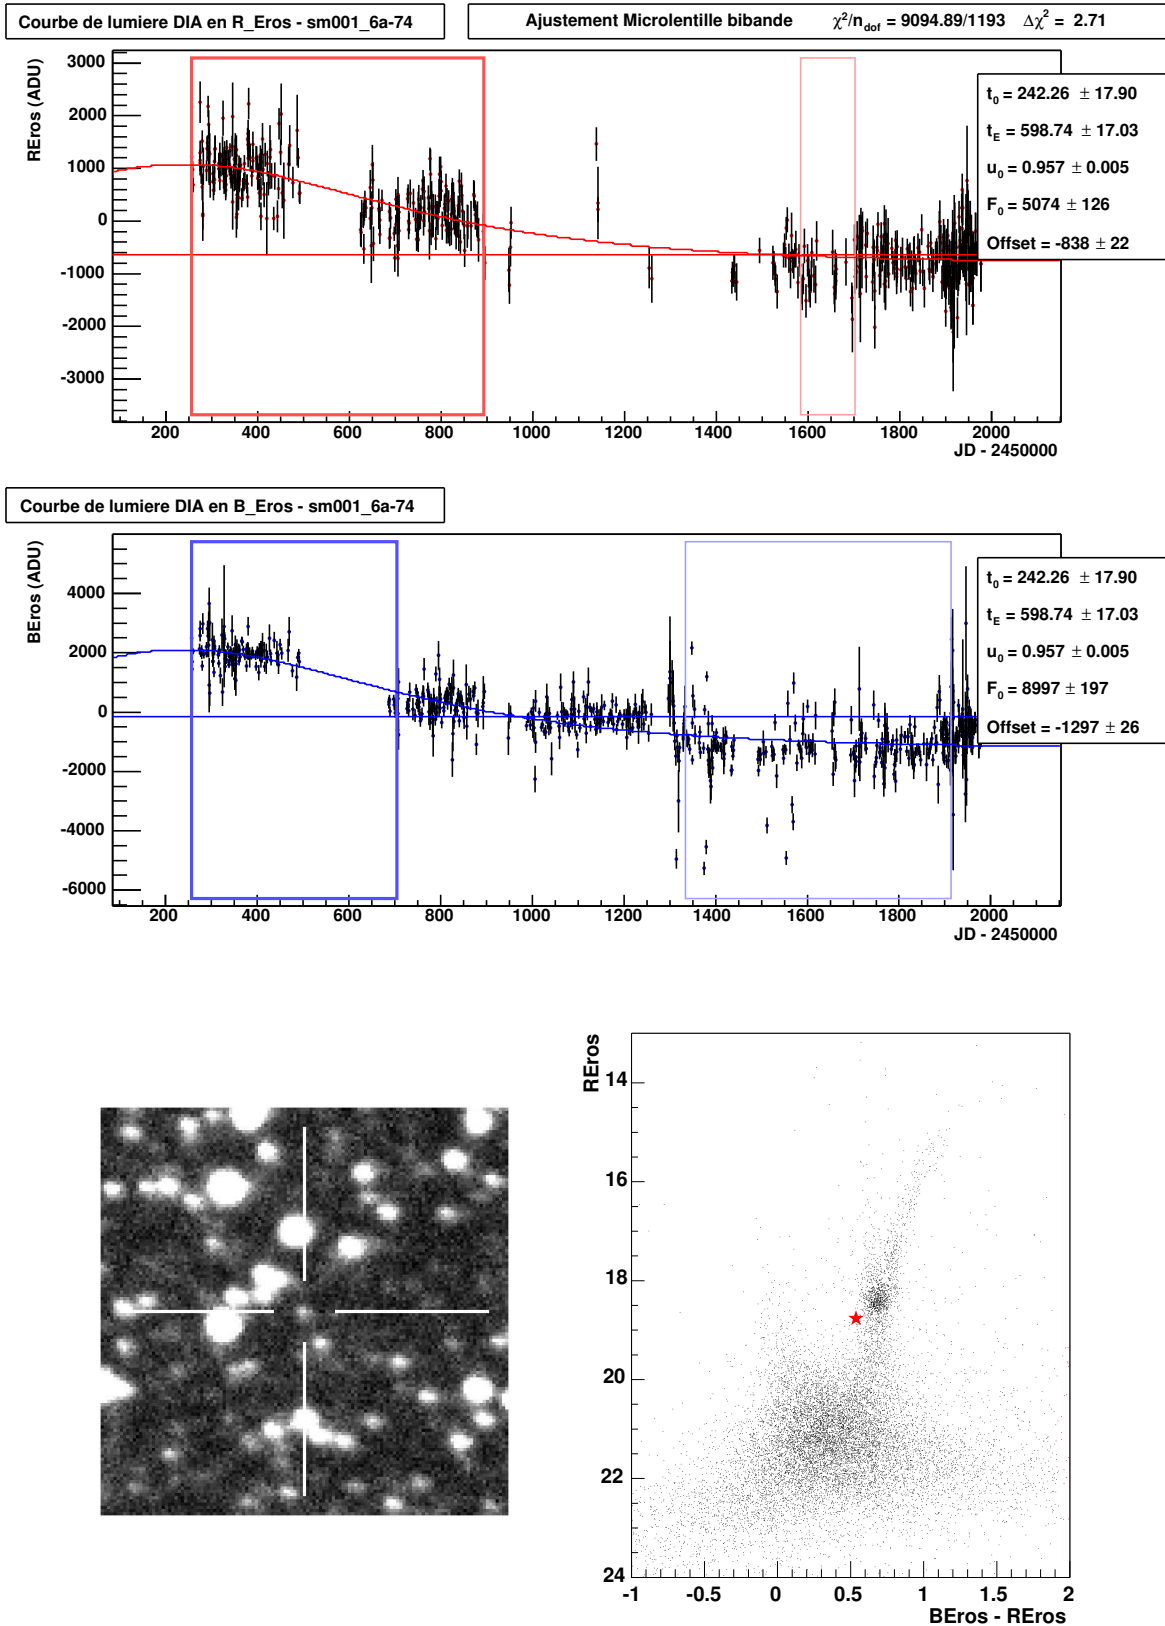 Courbe de lumiere DIA en R_Eros - sm001_6a-74
Ajustement Microlentille bibande χ²/n_dof = 9094.89/1193 Δχ² = 2.71
REros (ADU)
3000
2000
1000
0
-1000
-2000
-3000
t₀ = 242.26 ± 17.90
t_E = 598.74 ± 17.03
u₀ = 0.957 ± 0.005
F₀ = 5074 ± 126
Offset = -838 ± 22
200 400 600 800 1000 1200 1400 1600 1800 2000
JD - 2450000
Courbe de lumiere DIA en B_Eros - sm001_6a-74
BEros (ADU)
4000
2000
0
-2000
-4000
-6000
t₀ = 242.26 ± 17.90
t_E = 598.74 ± 17.03
u₀ = 0.957 ± 0.005
F₀ = 8997 ± 197
Offset = -1297 ± 26
200 400 600 800 1000 1200 1400 1600 1800 2000
JD - 2450000
REros
14
16
18
20
22
24
-1 -0.5 0 0.5 1 1.5 2
BEros - REros